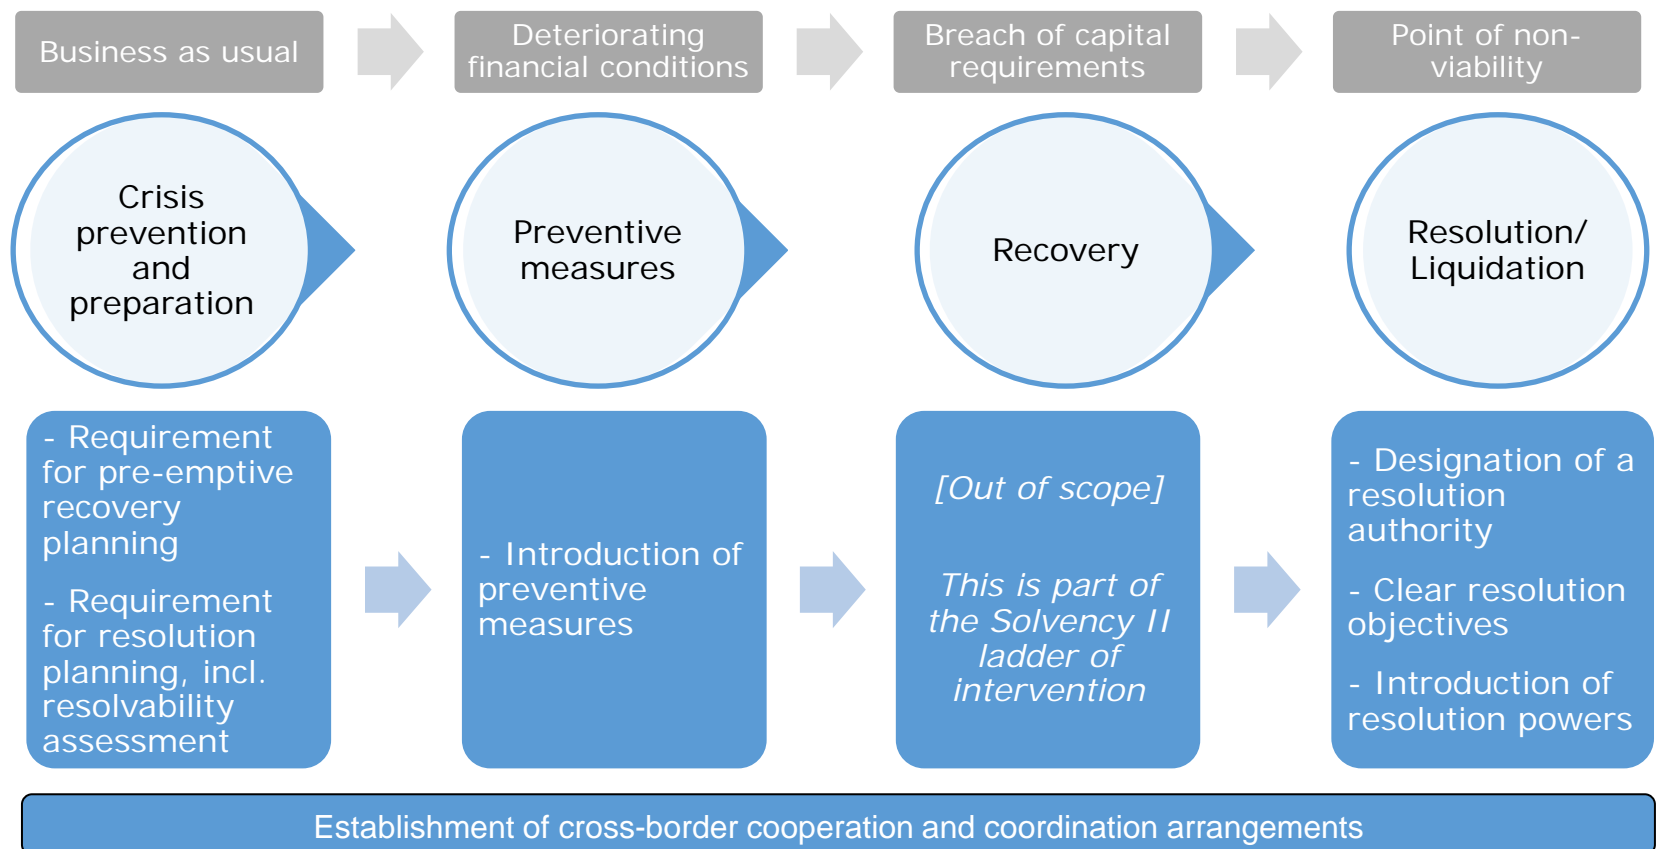 Business as usual
Deteriorating
financial conditions
Breach of capital
requirements
Point of non-
viability
Crisis
prevention
and
preparation
Preventive
measures
Recovery
Resolution/
Liquidation
- Requirement
for pre-emptive
recovery
planning
- Requirement
for resolution
planning, incl.
resolvability
assessment
- Introduction of
preventive
measures
[Out of scope]
This is part of
the Solvency II
ladder of
intervention
- Designation of a
resolution
authority
- Clear resolution
objectives
- Introduction of
resolution powers
Establishment of cross-border cooperation and coordination arrangements